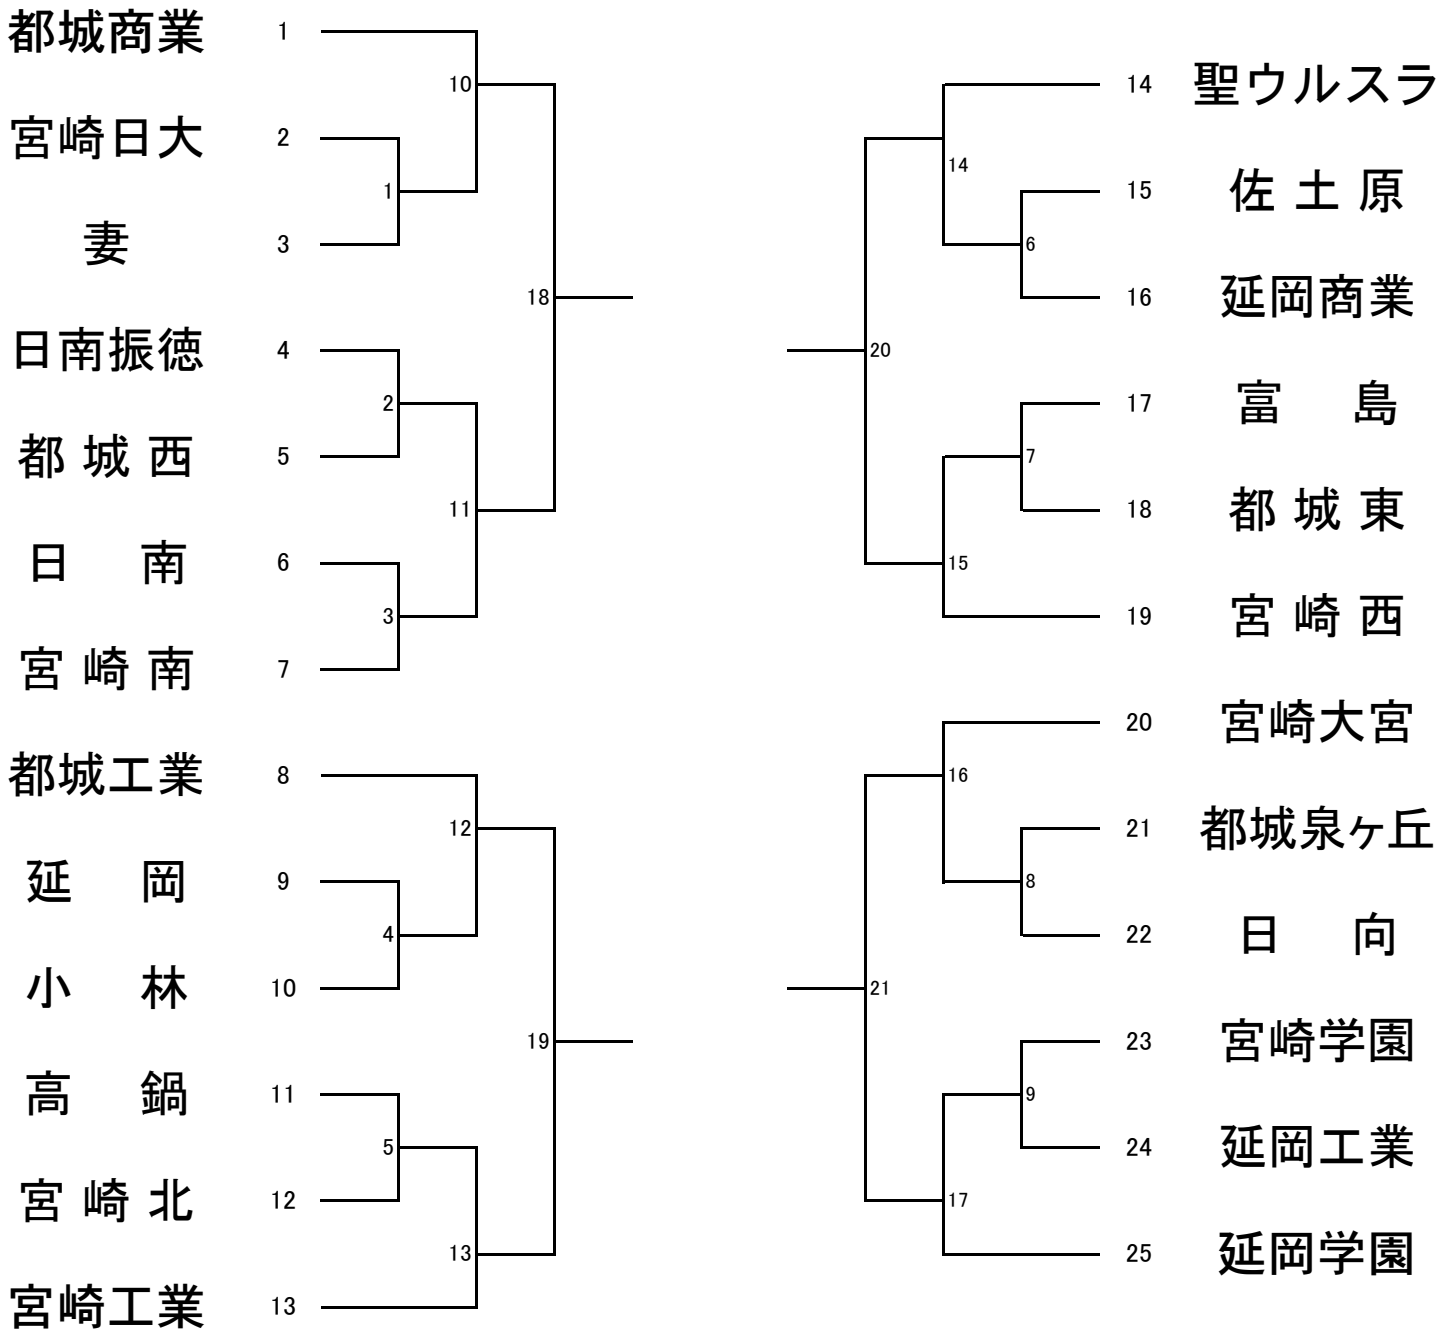 都城商業 1
宮崎日大 2
妻 3
日南振徳 4
都城西 5
日南 6
宮崎南 7
都城工業 8
延岡 9
小林 10
高鍋 11
宮崎北 12
宮崎工業 13
10
1
18
2
11
3
12
4
19
5
13
14 聖ウルスラ
15 佐土原
16 延岡商業
17 富島
18 都城東
19 宮崎西
20 宮崎大宮
21 都城泉ヶ丘
22 日向
23 宮崎学園
24 延岡工業
25 延岡学園
14
6
20
7
15
16
8
21
9
17